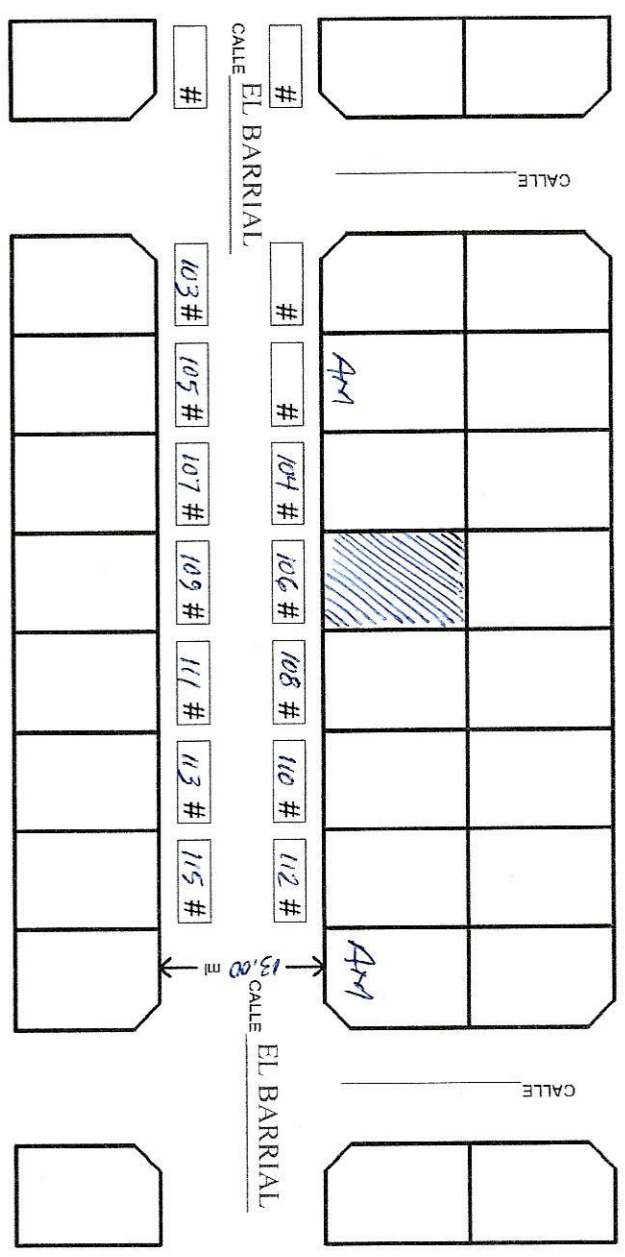 CALLE
CALLE
AM
AM
#
#
#
104 #
106 #
108 #
110 #
112 #
CALLE EL BARRIAL
13.00 ml
CALLE EL BARRIAL
#
103 #
105 #
107 #
109 #
111 #
113 #
115 #